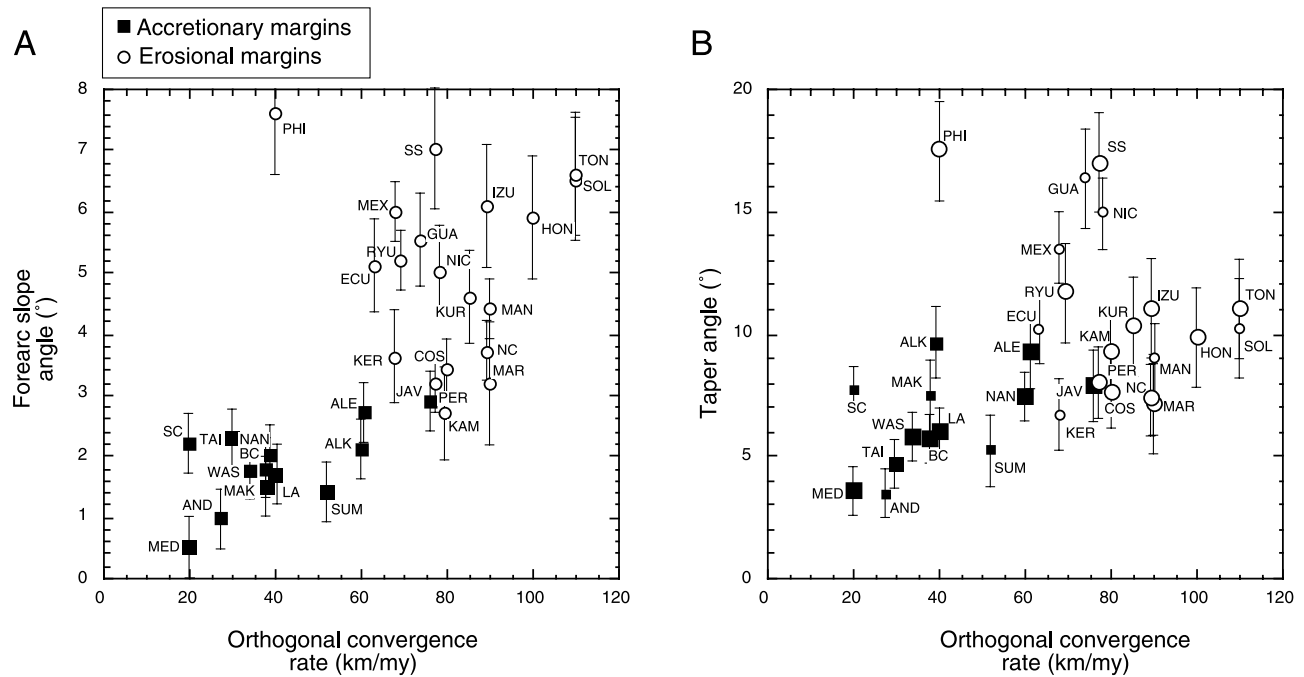 A
Accretionary margins
Erosional margins
8
7
6
5
4
3
2
1
0
Forearc slope
angle (°)
PHI
SS
TON
SOL
MEX
IZU
HON
GUA
RYU
ECU
NIC
KUR
MAN
KER
COS
NC
MAR
JAV
PER
KAM
ALE
ALK
SC
TAI
NAN
BC
WAS
MAK
LA
SUM
AND
MED
0 20 40 60 80 100 120
Orthogonal convergence
rate (km/my)
B
20
15
10
5
0
Taper angle (°)
PHI
SS
GUA
NIC
MEX
RYU
IZU
TON
KUR
ECU
SOL
ALK
ALE
KAM
HON
MAN
PER
MAK
SC
NAN
JAV
NC
COS
MAR
LA
WAS
KER
TAI
BC
SUM
MED
AND
0 20 40 60 80 100 120
Orthogonal convergence
rate (km/my)